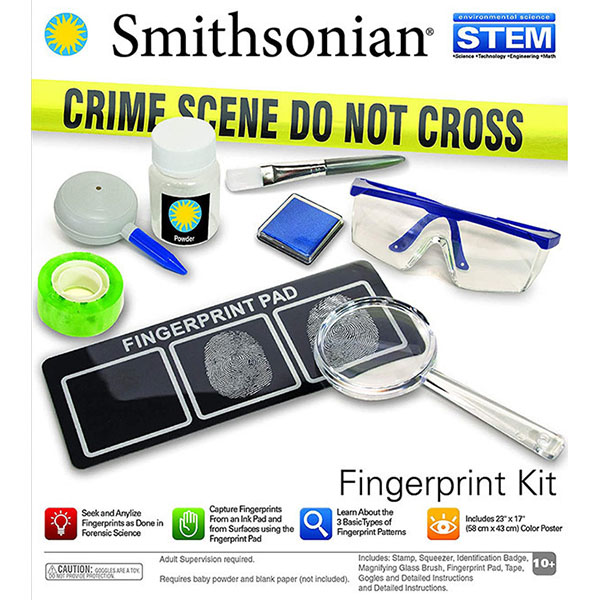 Smithsonian®
environmental science
STEM
•Science •Technology •Engineering •Math
CRIME SCENE DO NOT CROSS
Powder
FINGERPRINT PAD
Fingerprint Kit
Seek and Anylize
Fingerprints as Done in
Forensic Science
Capture Fingerprints
From an Ink Pad and
from Surfaces using the
Fingerprint Pad
Learn About the
3 Basic Types of
Fingerprint Patterns
Includes 23" x 17"
(58 cm x 43 cm) Color Poster
CAUTION: GOGGLES ARE A TOY.
DO NOT PROVIDE PROTECTION.
Adult Supervision required.
Requires baby powder and blank paper (not included).
Includes: Stamp, Squeezer, Identification Badge,
Magnifying Glass Brush, Fingerprint Pad, Tape,
Gogles and Detailed Instructions
and Detailed Instructions.
10+